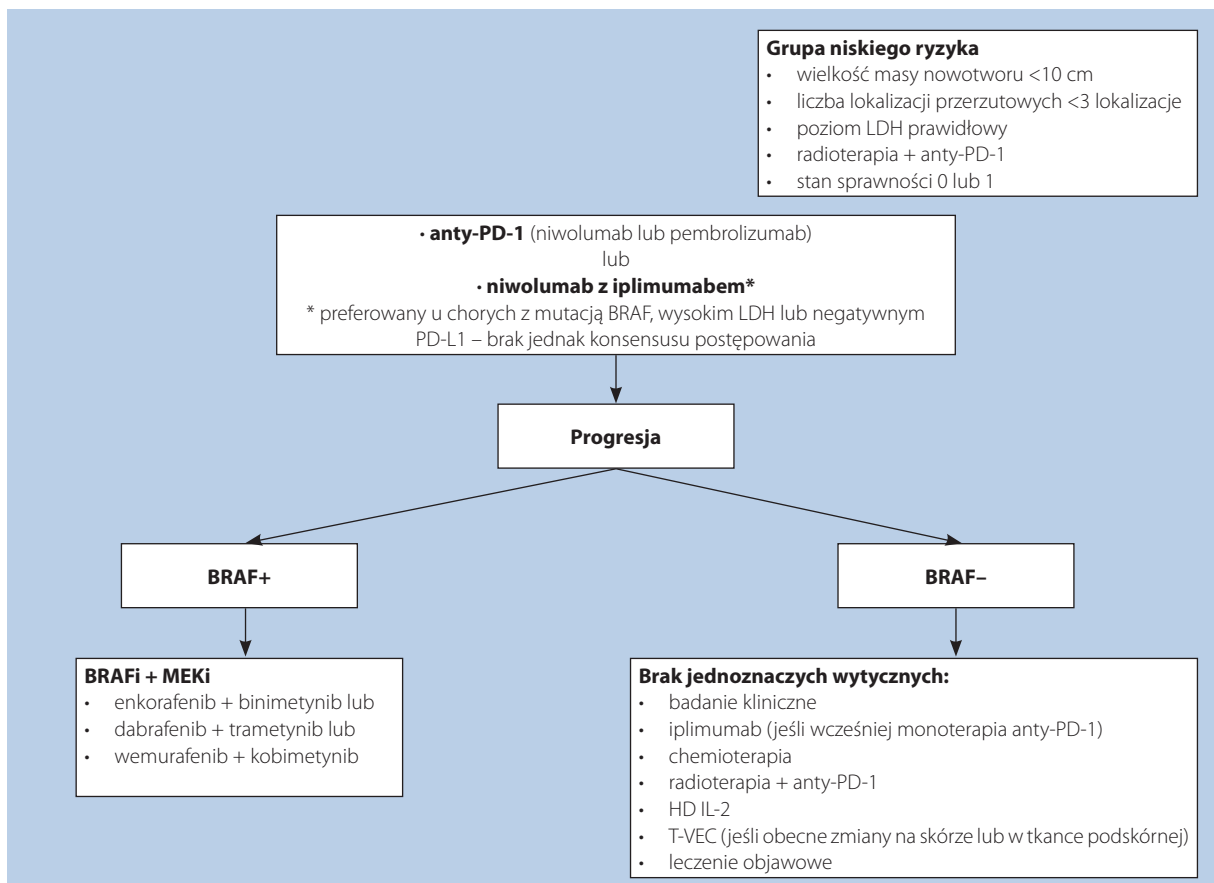 Grupa niskiego ryzyka
• wielkość masy nowotworu <10 cm
• liczba lokalizacji przerzutowych <3 lokalizacje
• poziom LDH prawidłowy
• radioterapia + anty-PD-1
• stan sprawności 0 lub 1
• anty-PD-1 (niwolumab lub pembrolizumab)
lub
• niwolumab z iplimumabem*
* preferowany u chorych z mutacją BRAF, wysokim LDH lub negatywnym
PD-L1 – brak jednak konsensusu postępowania
Progresja
BRAF+
BRAF–
BRAFi + MEKi
• enkorafenib + binimetynib lub
• dabrafenib + trametynib lub
• wemurafenib + kobimetynib
Brak jednoznaczych wytycznych:
• badanie kliniczne
• iplimumab (jeśli wcześniej monoterapia anty-PD-1)
• chemioterapia
• radioterapia + anty-PD-1
• HD IL-2
• T-VEC (jeśli obecne zmiany na skórze lub w tkance podskórnej)
• leczenie objawowe